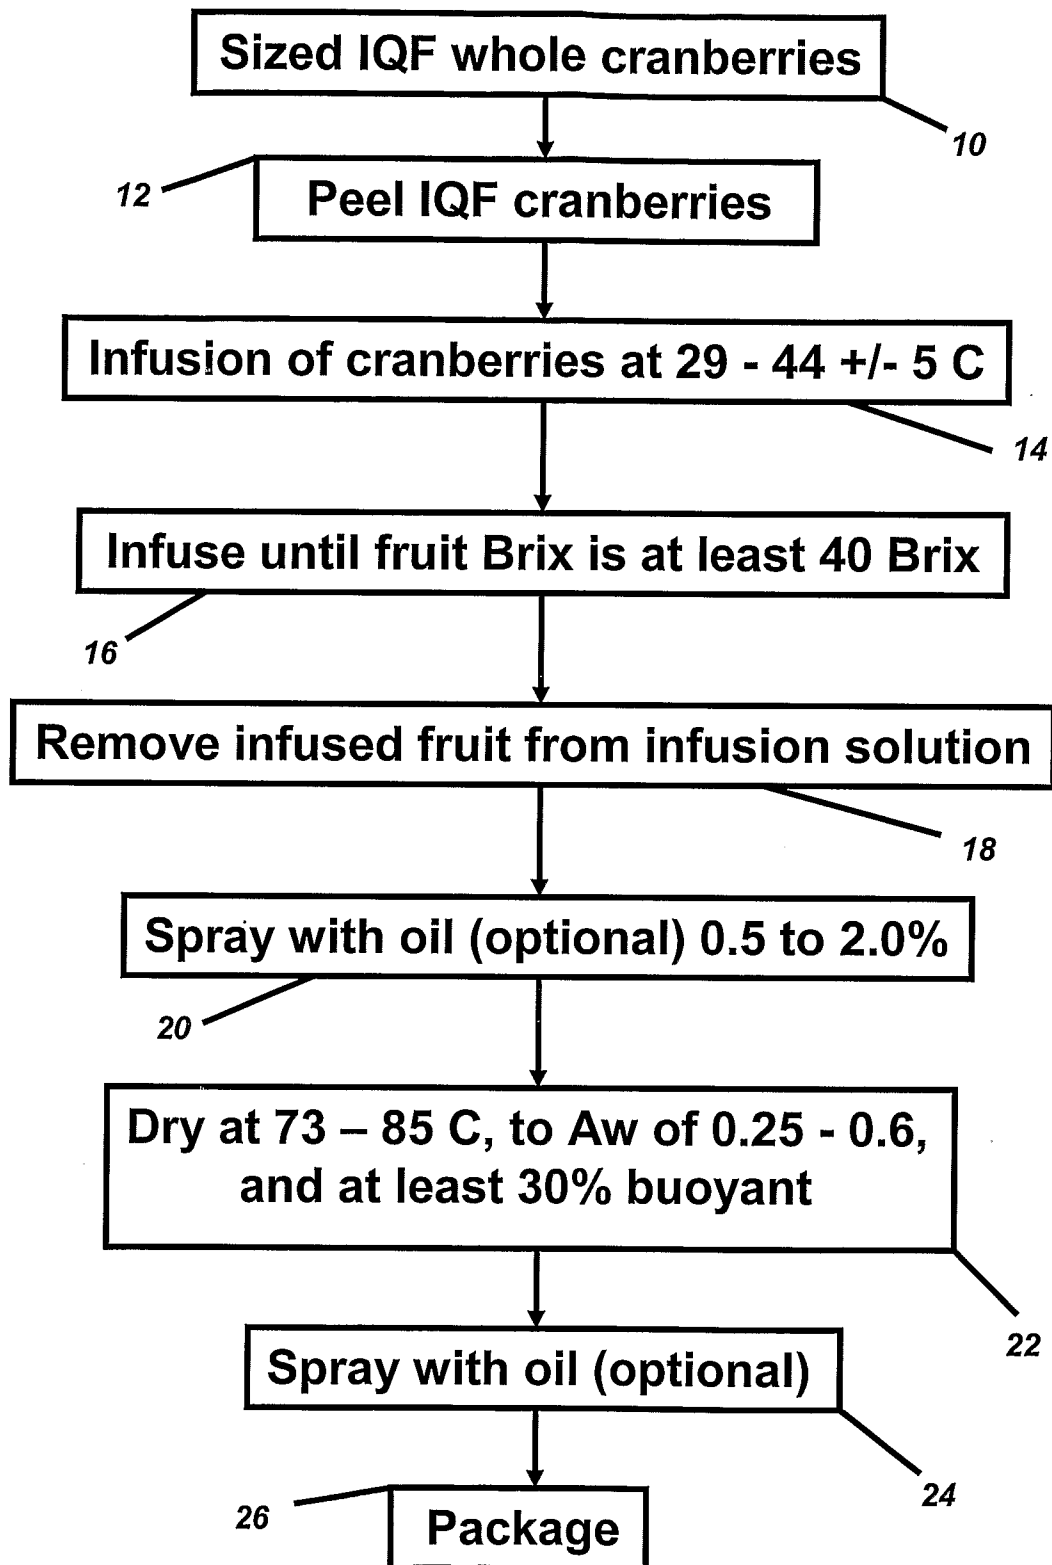 Sized IQF whole cranberries
10
12
Peel IQF cranberries
Infusion of cranberries at 29 - 44 +/- 5 C
14
Infuse until fruit Brix is at least 40 Brix
16
Remove infused fruit from infusion solution
18
Spray with oil (optional) 0.5 to 2.0%
20
Dry at 73 – 85 C, to Aw of 0.25 - 0.6,
and at least 30% buoyant
22
Spray with oil (optional)
24
26
Package